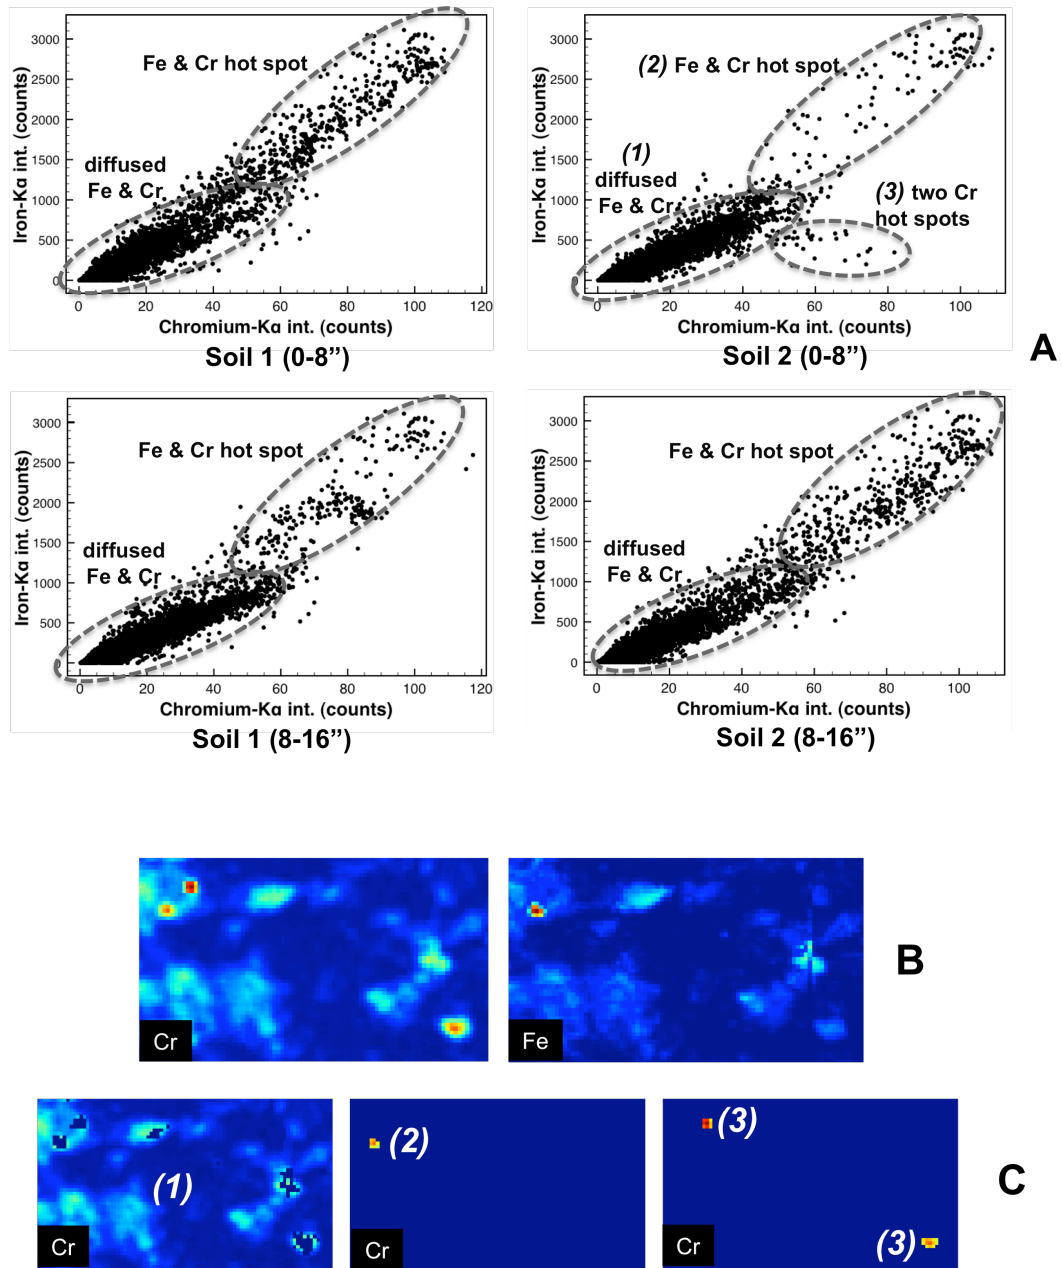 Iron-Kα int. (counts)
3000
2500
2000
1500
1000
500
0
Fe & Cr hot spot
diffused
Fe & Cr
0 20 40 60 80 100 120
Chromium-Kα int. (counts)
Soil 1 (0-8”)
Iron-Kα int. (counts)
3000
2500
2000
1500
1000
500
0
(2) Fe & Cr hot spot
(1)
diffused
Fe & Cr
(3) two Cr
hot spots
0 20 40 60 80 100
Chromium-Kα int. (counts)
Soil 2 (0-8”)
A
Iron-Kα int. (counts)
3000
2500
2000
1500
1000
500
0
Fe & Cr hot spot
diffused
Fe & Cr
0 20 40 60 80 100 120
Chromium-Kα int. (counts)
Soil 1 (8-16”)
Iron-Kα int. (counts)
3000
2500
2000
1500
1000
500
0
Fe & Cr hot spot
diffused
Fe & Cr
0 20 40 60 80 100
Chromium-Kα int. (counts)
Soil 2 (8-16”)
Cr
Fe
B
(1)
Cr
(2)
Cr
(3)
(3)
Cr
C